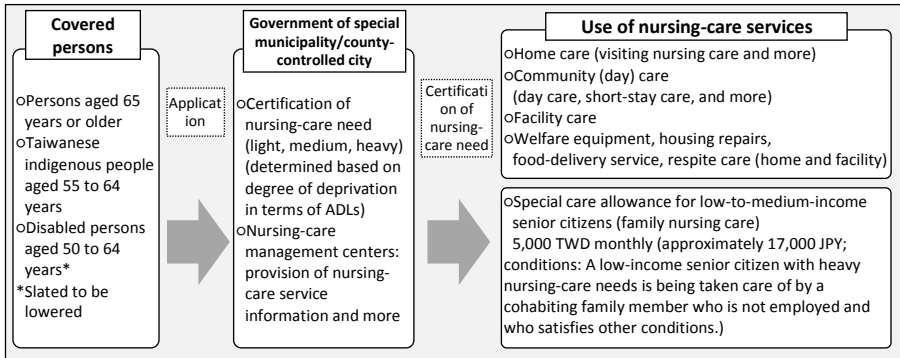 Covered
persons
○Persons aged 65
years or older
○Taiwanese
indigenous people
aged 55 to 64
years
○Disabled persons
aged 50 to 64
years*
*Slated to be
lowered
Applicat
ion
Government of special
municipality/county-
controlled city
○Certification of
nursing-care need
(light, medium, heavy)
(determined based on
degree of deprivation
in terms of ADLs)
○Nursing-care
management centers:
provision of nursing-
care service
information and more
Certificati
on of
nursing-
care need
Use of nursing-care services
○Home care (visiting nursing care and more)
○Community (day) care
(day care, short-stay care, and more)
○Facility care
○Welfare equipment, housing repairs,
food-delivery service, respite care (home and facility)
○Special care allowance for low-to-medium-income
senior citizens (family nursing care)
5,000 TWD monthly (approximately 17,000 JPY;
conditions: A low-income senior citizen with heavy
nursing-care needs is being taken care of by a
cohabiting family member who is not employed and
who satisfies other conditions.)